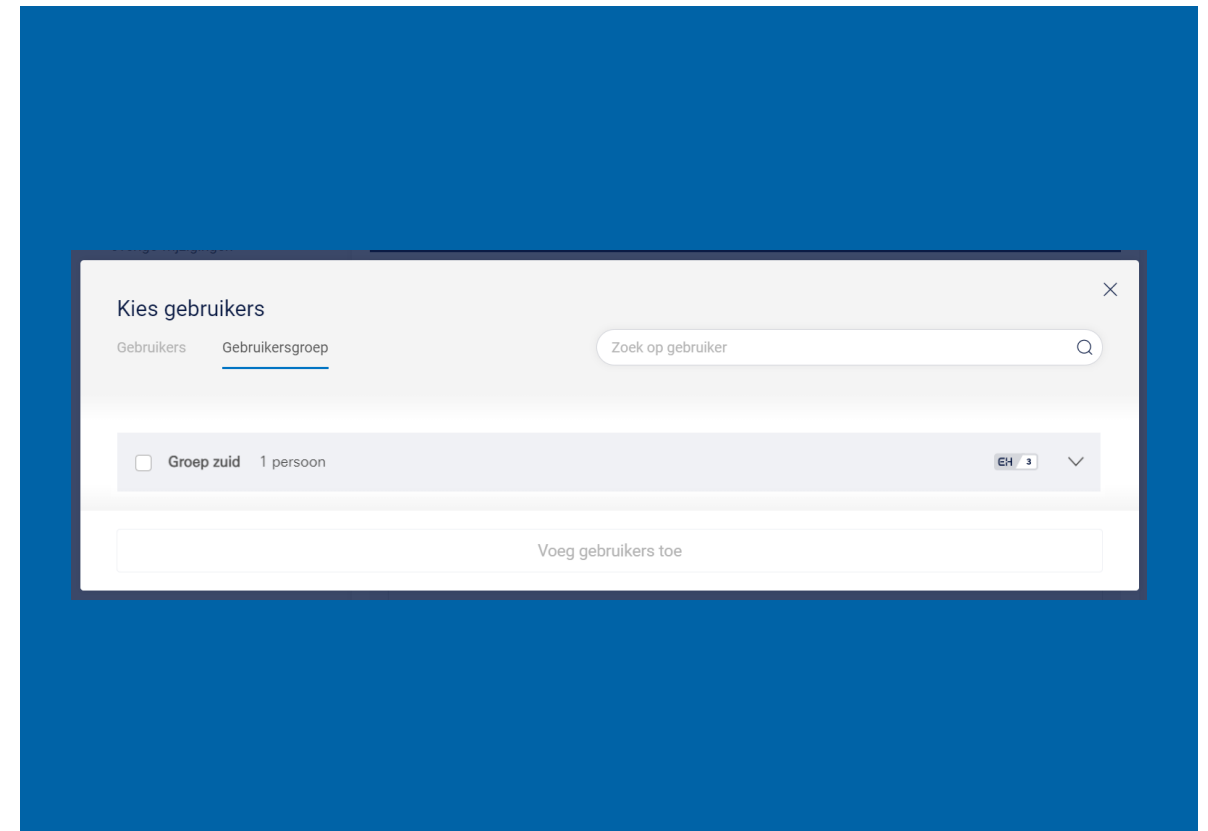 Kies gebruikers
Gebruikers Gebruikersgroep Zoek op gebruiker
Groep zuid 1 persoon EH 3
Voeg gebruikers toe